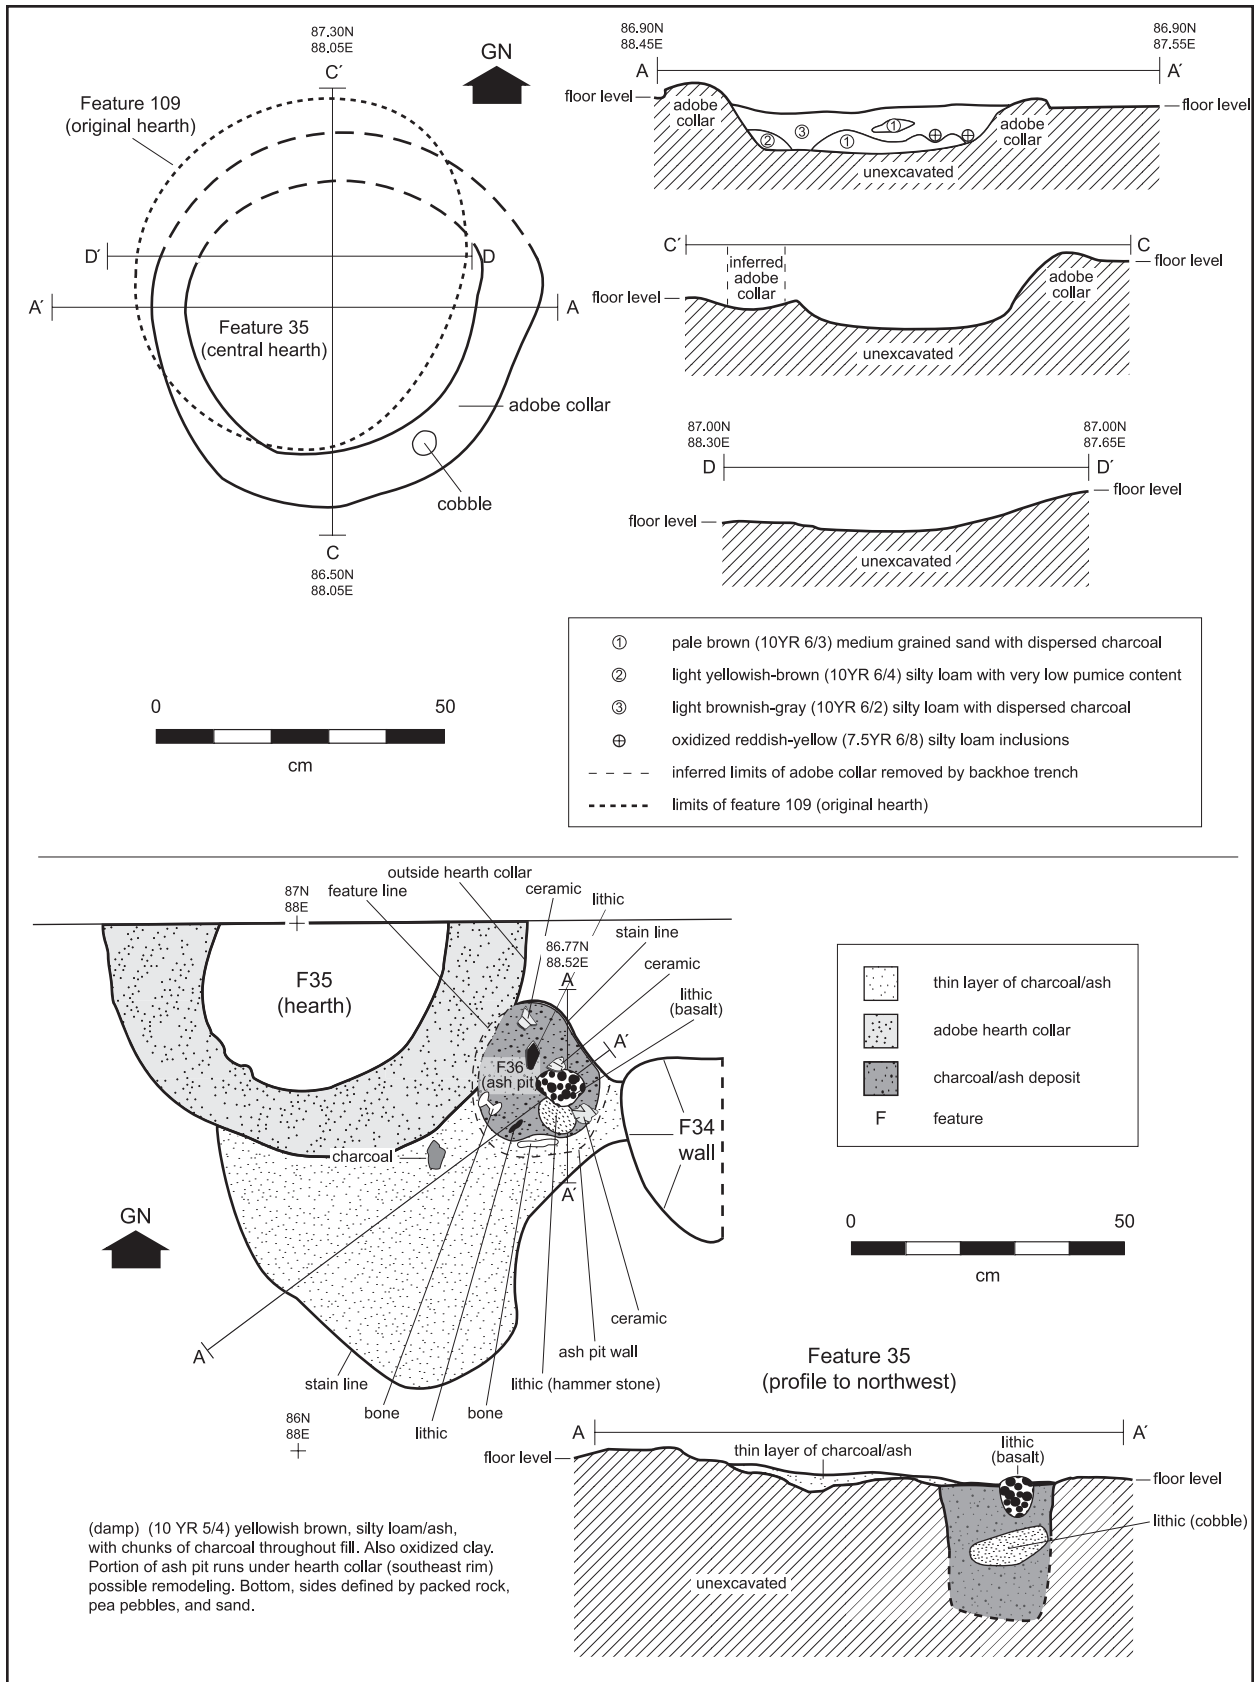 87.30N
88.05E
C′
GN
Feature 109
(original hearth)
D′
D
A′
A
Feature 35
(central hearth)
adobe collar
cobble
C
86.50N
88.05E
86.90N
88.45E
86.90N
87.55E
A
A′
floor level
adobe
collar
2
3
1
1
adobe
collar
floor level
unexcavated
C′
C
inferred
adobe
collar
adobe
collar
floor level
floor level
unexcavated
87.00N
88.30E
87.00N
87.65E
D
D′
floor level
floor level
unexcavated
1 pale brown (10YR 6/3) medium grained sand with dispersed charcoal
2 light yellowish-brown (10YR 6/4) silty loam with very low pumice content
3 light brownish-gray (10YR 6/2) silty loam with dispersed charcoal
oxidized reddish-yellow (7.5YR 6/8) silty loam inclusions
inferred limits of adobe collar removed by backhoe trench
limits of feature 109 (original hearth)
0 50
cm
87N
88E
feature line
outside hearth collar
ceramic
lithic
86.77N
88.52E
stain line
ceramic
lithic
(basalt)
A
A′
F35
(hearth)
F36
(ash pit)
F34
wall
charcoal
A′
GN
A
stain line
bone
lithic
bone
lithic (hammer stone)
ash pit wall
ceramic
86N
88E
thin layer of charcoal/ash
adobe hearth collar
charcoal/ash deposit
F feature
0 50
cm
Feature 35
(profile to northwest)
A
A′
floor level
thin layer of charcoal/ash
lithic
(basalt)
floor level
lithic (cobble)
unexcavated
(damp) (10 YR 5/4) yellowish brown, silty loam/ash,
with chunks of charcoal throughout fill. Also oxidized clay.
Portion of ash pit runs under hearth collar (southeast rim)
possible remodeling. Bottom, sides defined by packed rock,
pea pebbles, and sand.